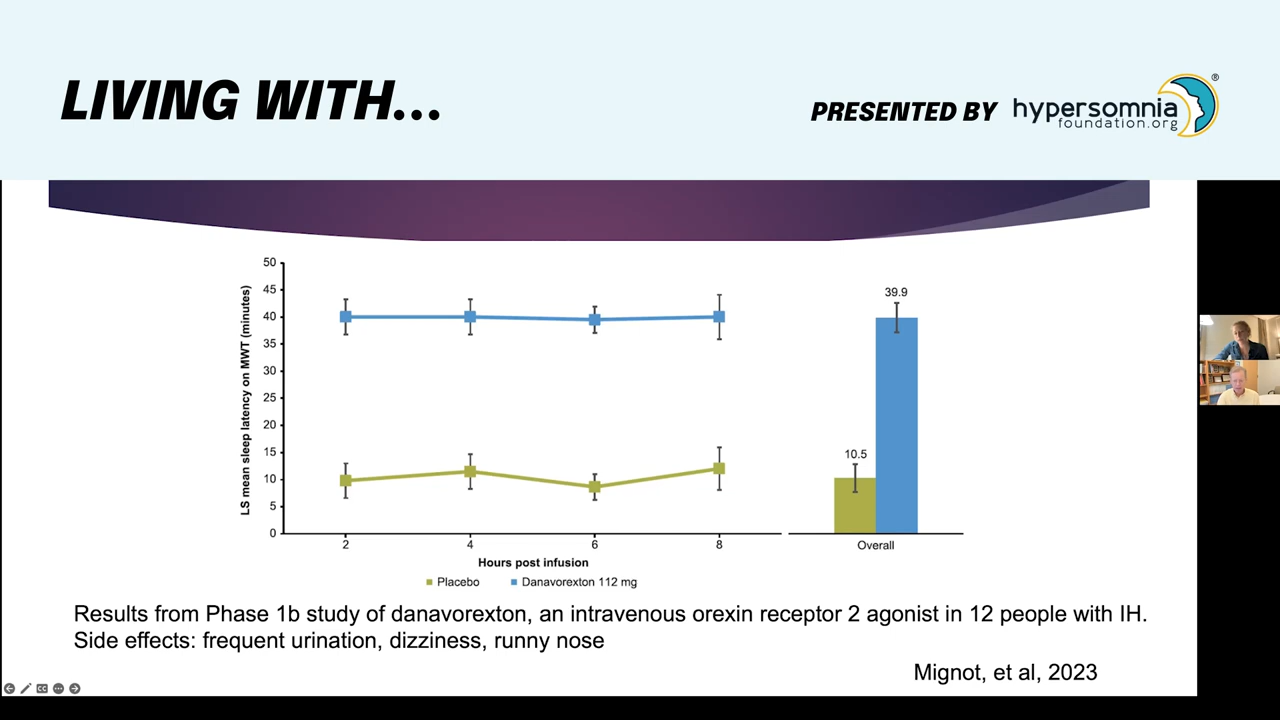 LIVING WITH...
PRESENTED BY
hypersomnia
foundation.org
®
50
45
40
35
30
25
20
15
10
5
0
LS mean sleep latency on MWT (minutes)
2
4
6
8
Hours post infusion
Placebo
Danavorexton 112 mg
10.5
39.9
Overall
Results from Phase 1b study of danavorexton, an intravenous orexin receptor 2 agonist in 12 people with IH.
Side effects: frequent urination, dizziness, runny nose
Mignot, et al, 2023
CC